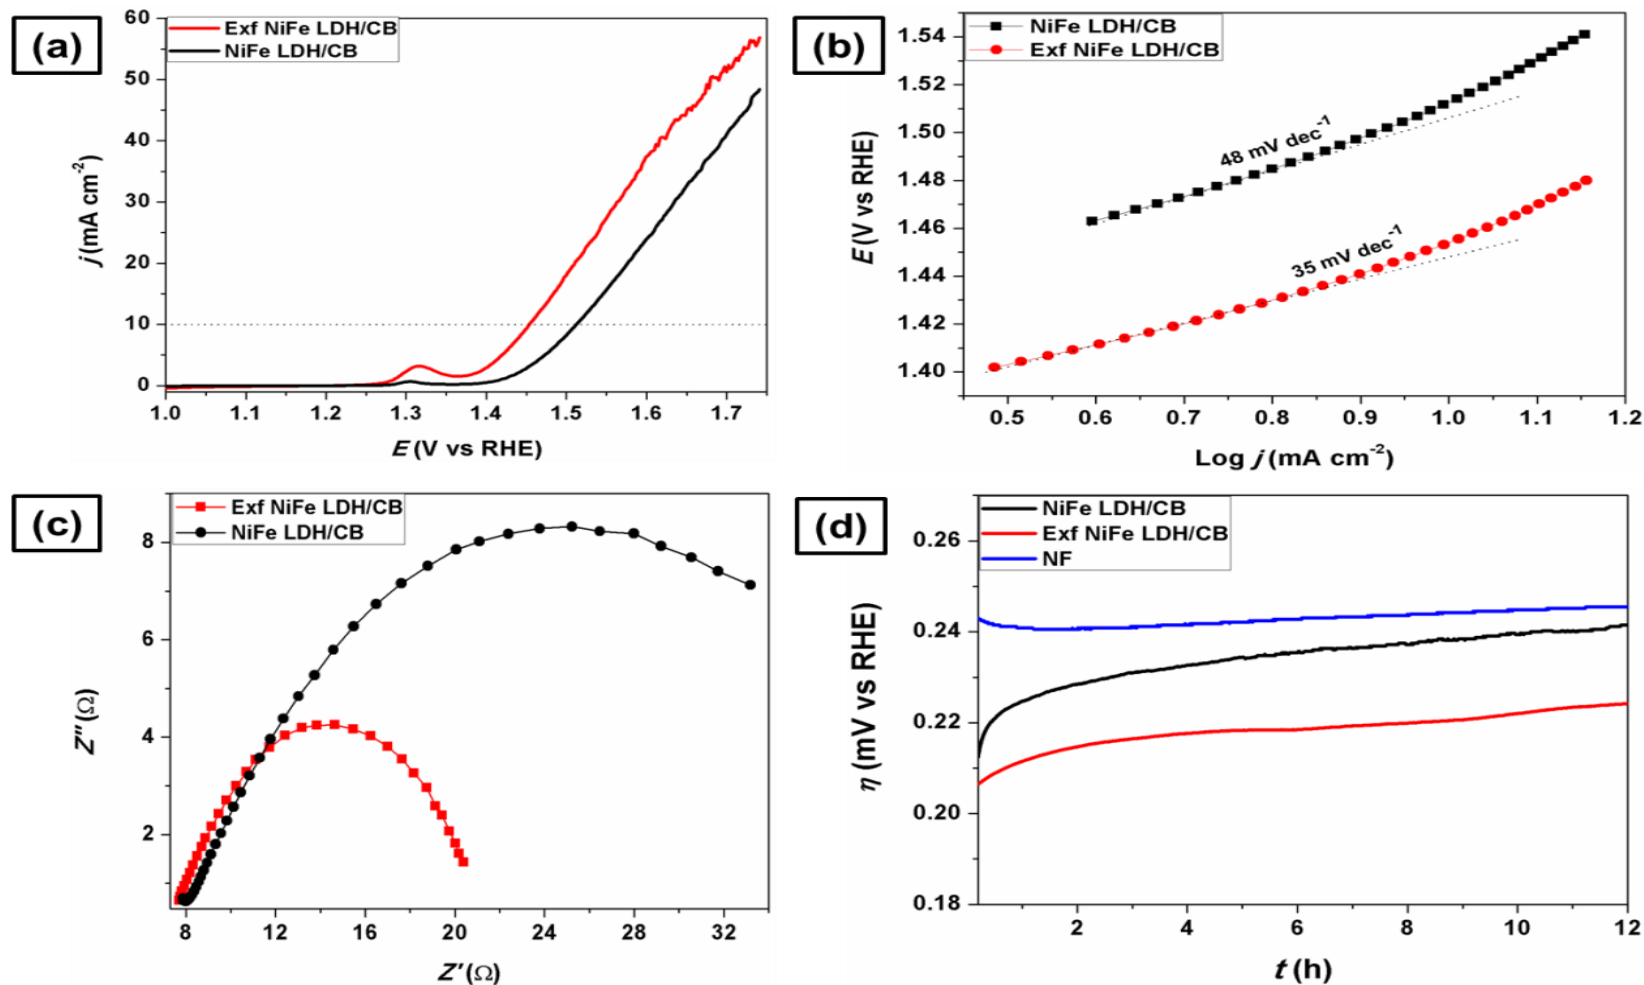 (a)
60
50
40
30
20
10
0
j (mA cm-2)
Exf NiFe LDH/CB
NiFe LDH/CB
1.0 1.1 1.2 1.3 1.4 1.5 1.6 1.7
E (V vs RHE)
(b)
1.54
1.52
1.50
1.48
1.46
1.44
1.42
1.40
E (V vs RHE)
NiFe LDH/CB
Exf NiFe LDH/CB
48 mV dec-1
35 mV dec-1
0.5 0.6 0.7 0.8 0.9 1.0 1.1 1.2
Log j (mA cm-2)
(c)
8
6
4
2
Z'' (Ω)
Exf NiFe LDH/CB
NiFe LDH/CB
8 12 16 20 24 28 32
Z' (Ω)
(d)
0.26
0.24
0.22
0.20
0.18
η (mV vs RHE)
NiFe LDH/CB
Exf NiFe LDH/CB
NF
2 4 6 8 10 12
t (h)